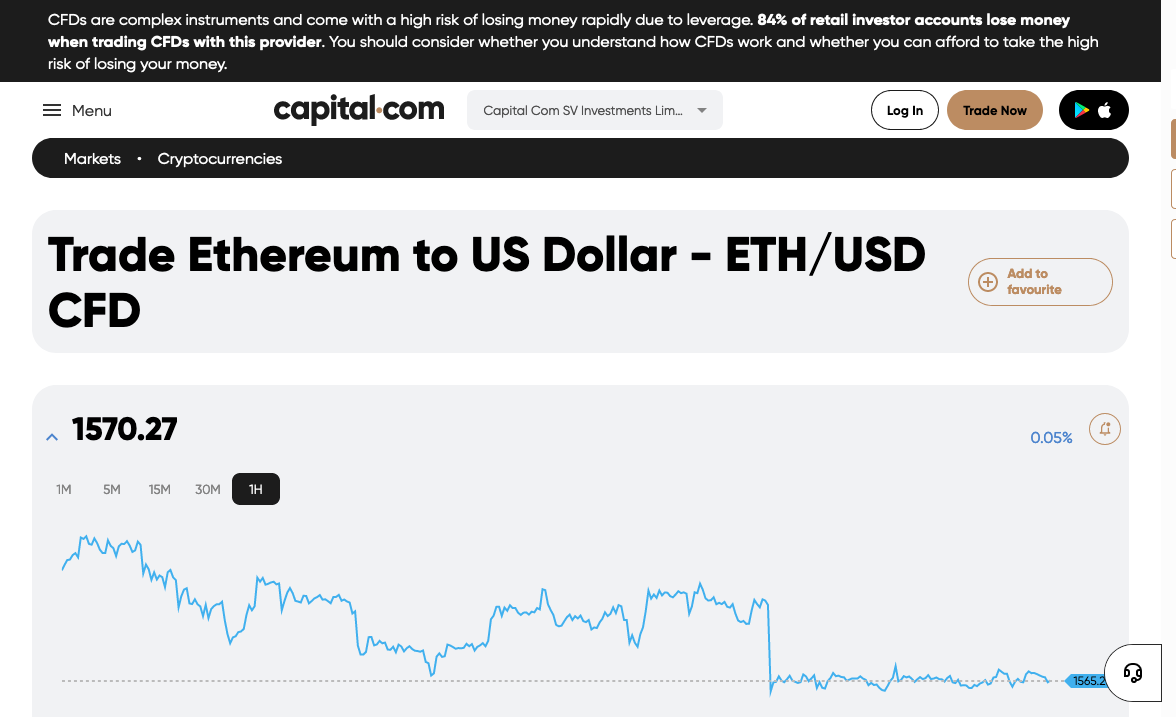 CFDs are complex instruments and come with a high risk of losing money rapidly due to leverage. 84% of retail investor accounts lose money
when trading CFDs with this provider. You should consider whether you understand how CFDs work and whether you can afford to take the high
risk of losing your money.
Menu
capital.com
Capital Com SV Investments Lim...
Log In
Trade Now
Markets • Cryptocurrencies
Trade Ethereum to US Dollar - ETH/USD
CFD
Add to
favourite
1570.27
0.05%
1M 5M 15M 30M 1H
1565.2